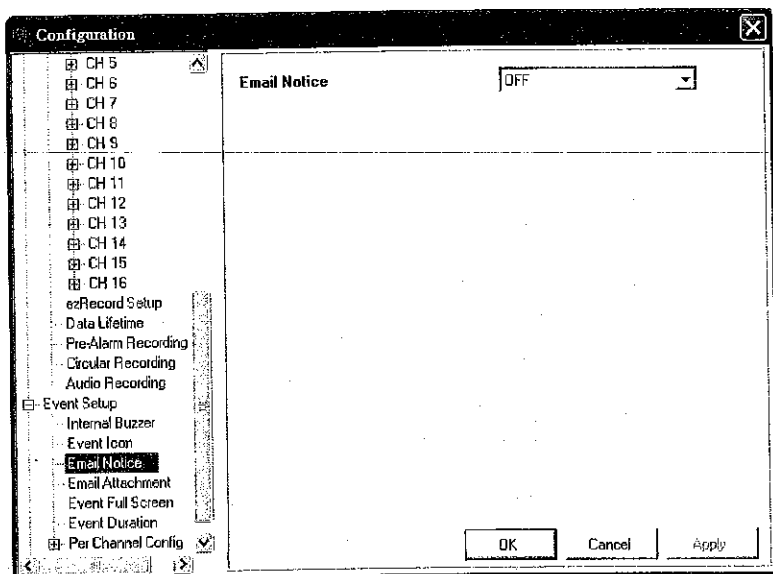 Configuration
CH 5
CH 6
CH 7
CH 8
CH 9
CH 10
CH 11
CH 12
CH 13
CH 14
CH 15
CH 16
ezRecord Setup
Data Lifetime
Pre-Alarm Recording
Circular Recording
Audio Recording
Event Setup
Internal Buzzer
Event Icon
Email Notice
Email Attachment
Event Full Screen
Event Duration
Per Channel Config
Email Notice
OFF
OK
Cancel
Apply